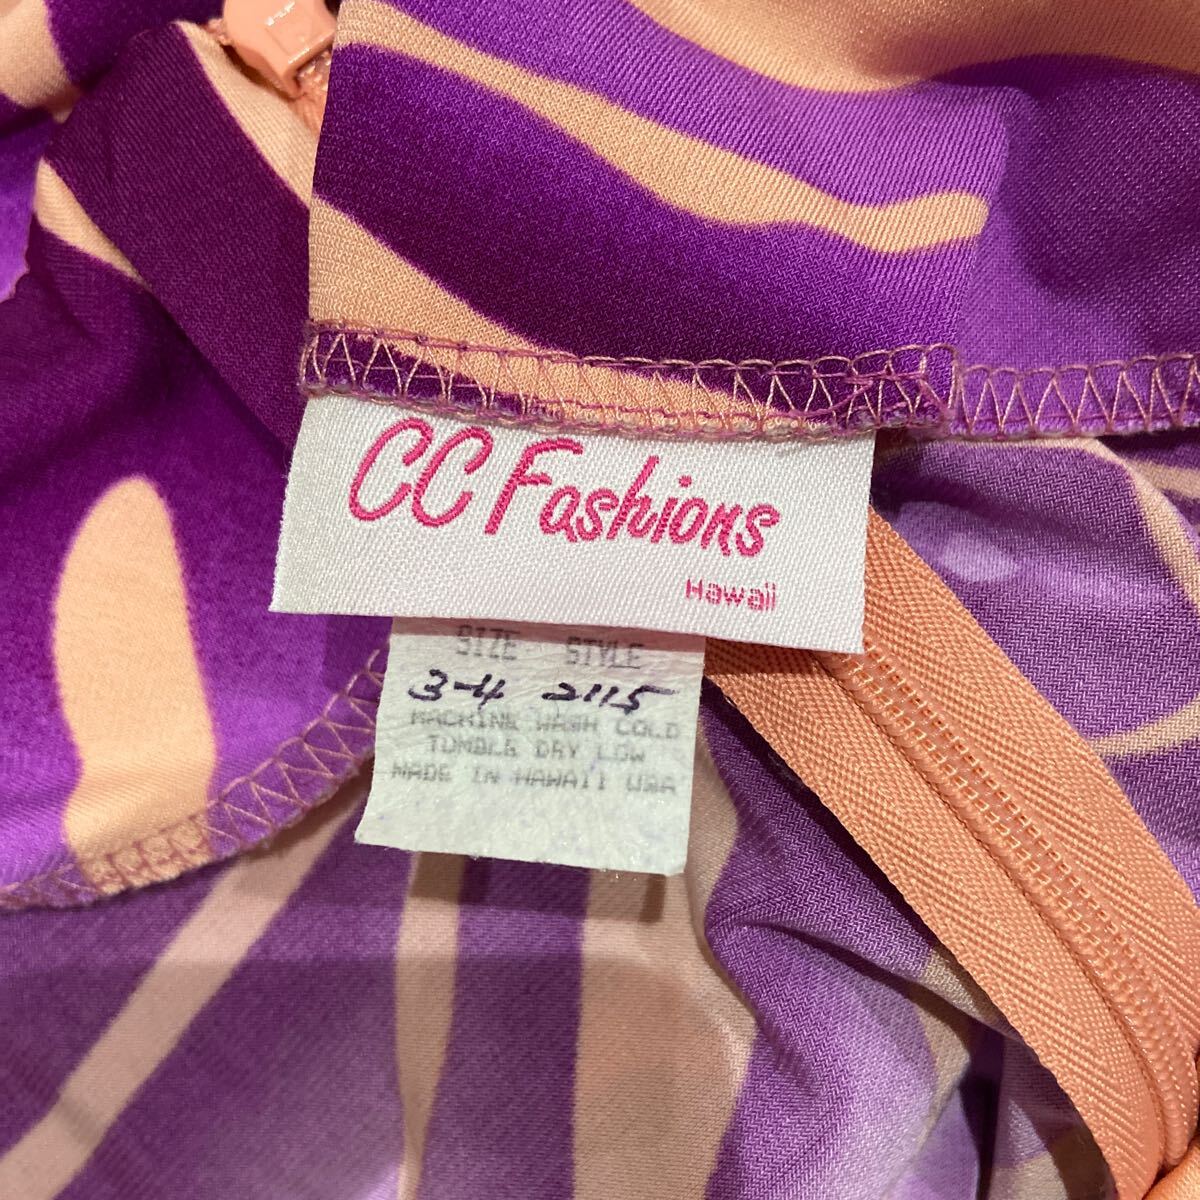 CC Fashions
Hawaii
SIZE STYLE
3-4 2115
MACHINE WASH COLD
TUMBLE DRY LOW
MADE IN HAWAII USA